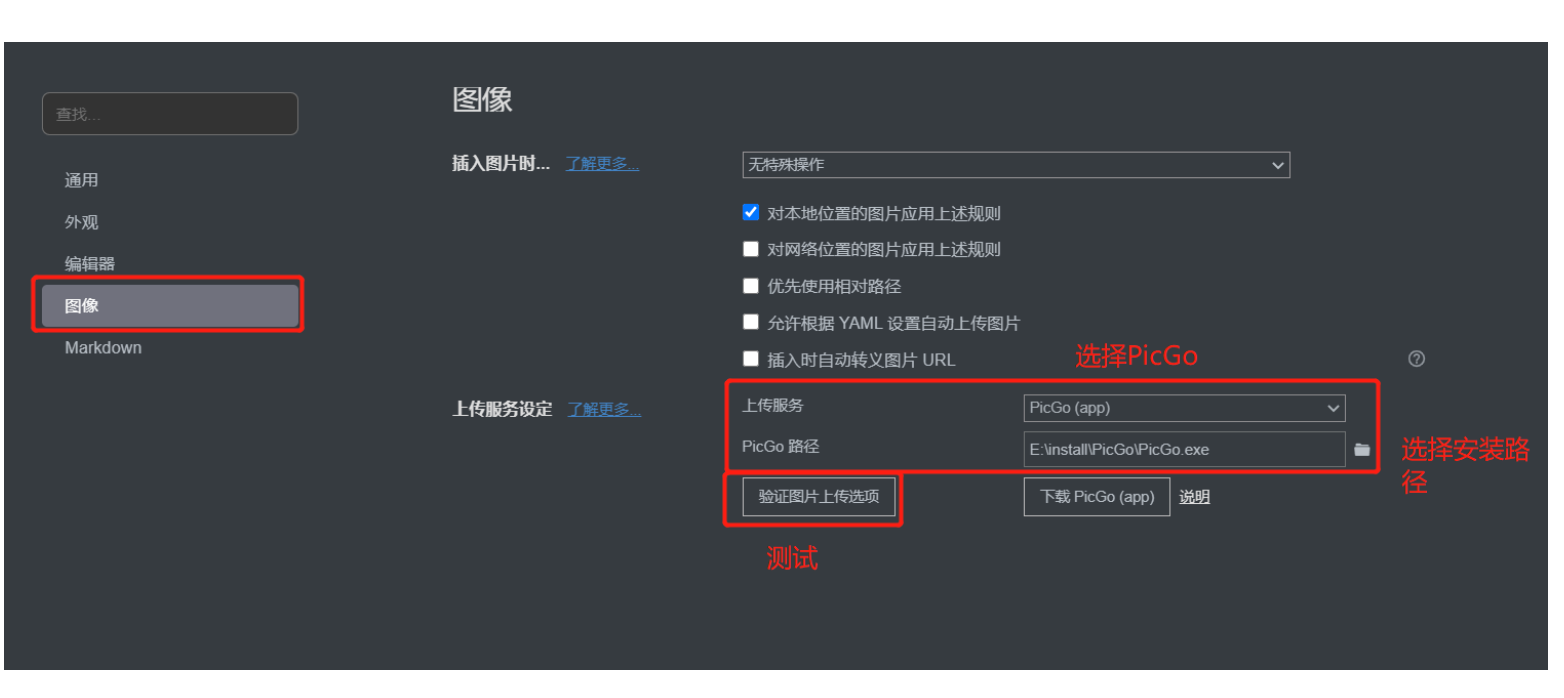 图像
查找...
插入图片时... 了解更多... 无特殊操作
通用
对本地位置的图片应用上述规则
外观
对网络位置的图片应用上述规则
编辑器
优先使用相对路径
图像
允许根据 YAML 设置自动上传图片
Markdown
插入时自动转义图片 URL
选择PicGo
上传服务设定 了解更多... 上传服务 PicGo (app)
PicGo 路径 E:\install\PicGo\PicGo.exe
选择安装路
径
验证图片上传选项 下载 PicGo (app) 说明
测试